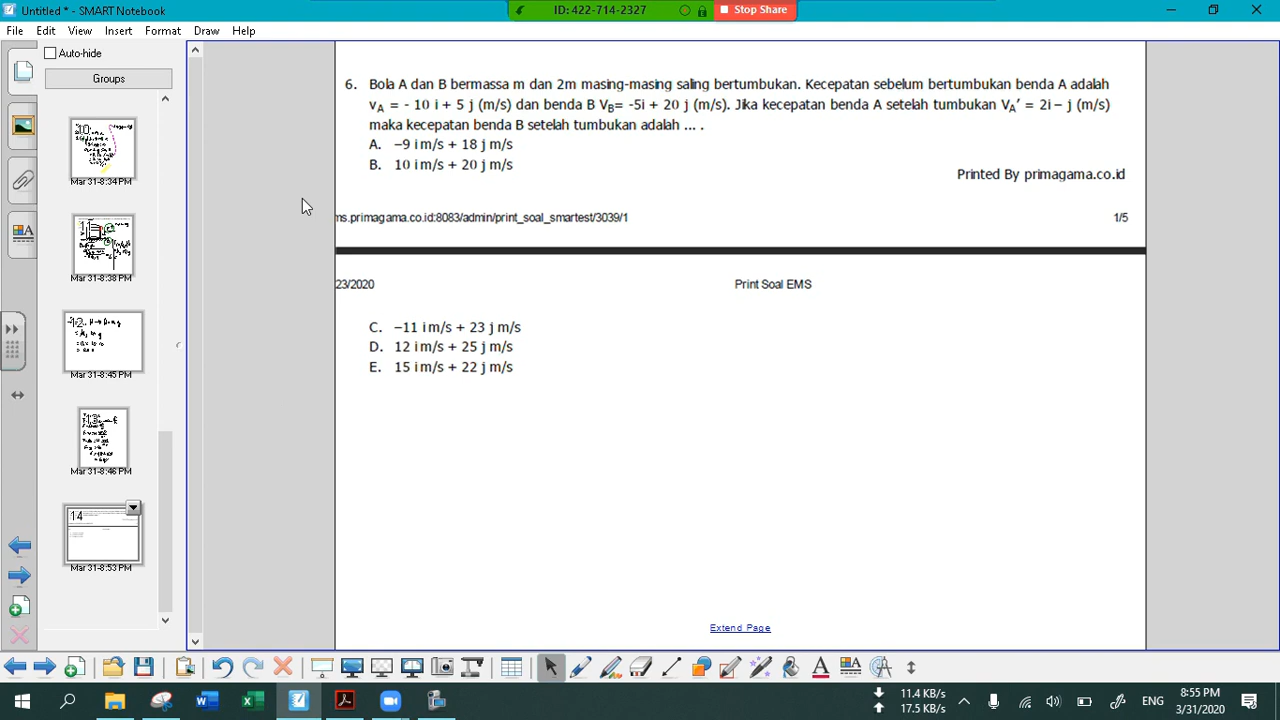 Untitled * - SMART Notebook
ID: 422-714-2327
Stop Share
File Edit View Insert Format Draw Help
Auto-hide
Groups
Mar 31-8:34 PM
Mar 31-8:38 PM
12.
Mar 31-8:45 PM
13
Mar 31-8:46 PM
14
Mar 31-8:53 PM
6. Bola A dan B bermassa m dan 2m masing-masing saling bertumbukan. Kecepatan sebelum bertumbukan benda A adalah
vA = - 10 i + 5 j (m/s) dan benda B VB= -5i + 20 j (m/s). Jika kecepatan benda A setelah tumbukan VA’ = 2i – j (m/s)
maka kecepatan benda B setelah tumbukan adalah ... .
A. –9 i m/s + 18 j m/s
B. 10 i m/s + 20 j m/s
Printed By primagama.co.id
ms.primagama.co.id:8083/admin/print_soal_smartest/3039/1
1/5
23/2020
Print Soal EMS
C. –11 i m/s + 23 j m/s
D. 12 i m/s + 25 j m/s
E. 15 i m/s + 22 j m/s
Extend Page
11.4 KB/s
17.5 KB/s
ENG
8:55 PM
3/31/2020